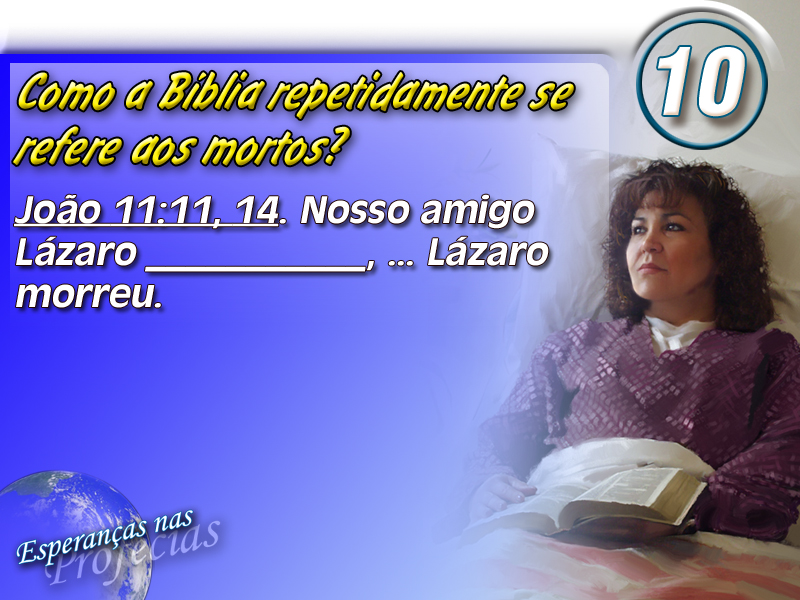 10
Como a Bíblia repetidamente se
refere aos mortos?
João 11:11, 14. Nosso amigo
Lázaro ____________, ... Lázaro
morreu.
Esperanças nas
Profecias